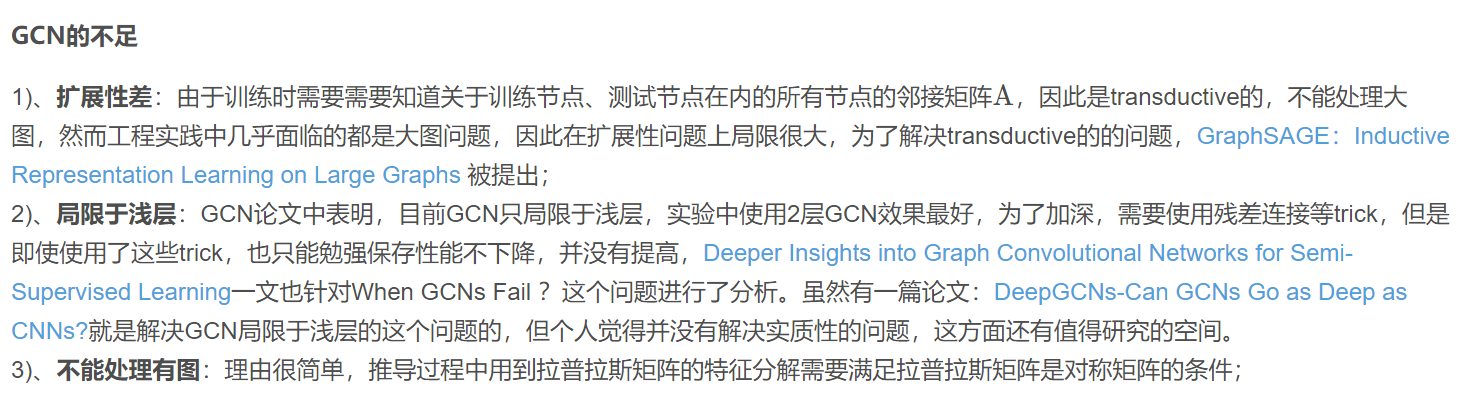 GCN的不足
1)、扩展性差：由于训练时需要需要知道关于训练节点、测试节点在内的所有节点的邻接矩阵A，因此是transductive的，不能处理大
图，然而工程实践中几乎面临的都是大图问题，因此在扩展性问题上局限很大，为了解决transductive的的问题，GraphSAGE：Inductive
Representation Learning on Large Graphs 被提出；
2)、局限于浅层：GCN论文中表明，目前GCN只局限于浅层，实验中使用2层GCN效果最好，为了加深，需要使用残差连接等trick，但是
即使使用了这些trick，也只能勉强保存性能不下降，并没有提高，Deeper Insights into Graph Convolutional Networks for Semi-
Supervised Learning一文也针对When GCNs Fail ？这个问题进行了分析。虽然有一篇论文：DeepGCNs-Can GCNs Go as Deep as
CNNs?就是解决GCN局限于浅层的这个问题的，但个人觉得并没有解决实质性的问题，这方面还有值得研究的空间。
3)、不能处理有图：理由很简单，推导过程中用到拉普拉斯矩阵的特征分解需要满足拉普拉斯矩阵是对称矩阵的条件；